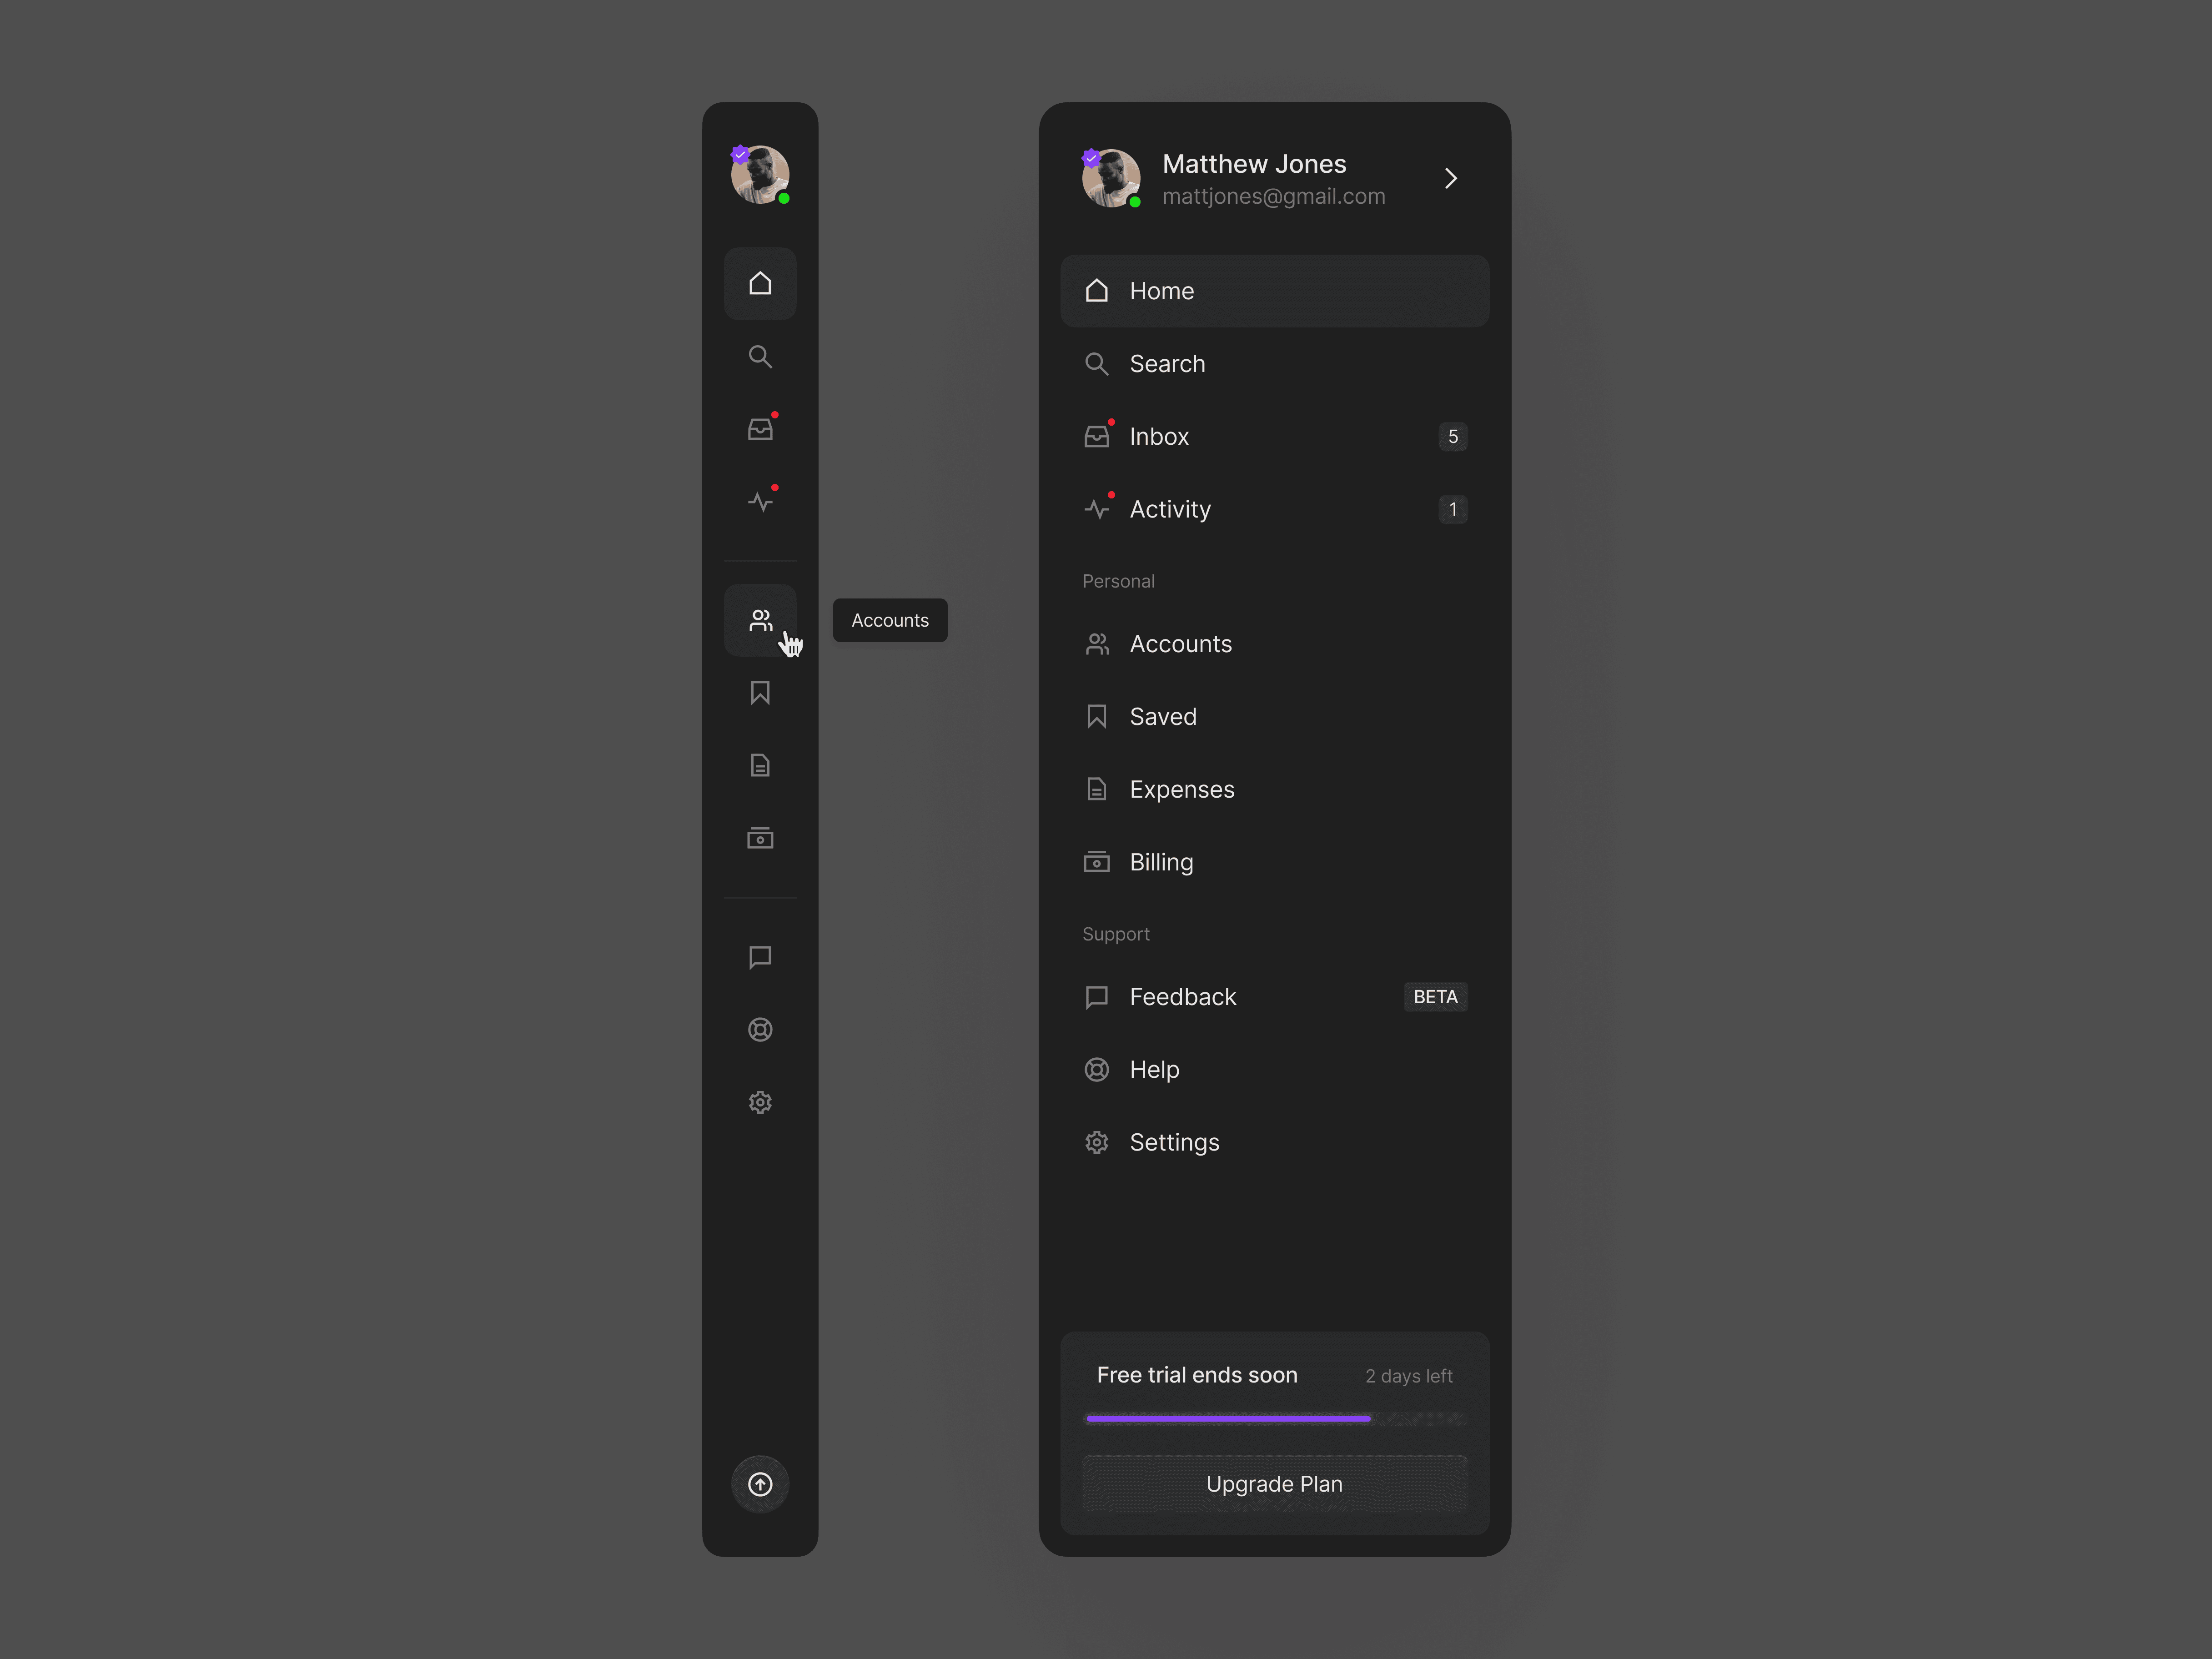 Accounts
Matthew Jones
mattjones@gmail.com
Home
Search
Inbox 5
Activity 1
Personal
Accounts
Saved
Expenses
Billing
Support
Feedback BETA
Help
Settings
Free trial ends soon 2 days left
Upgrade Plan